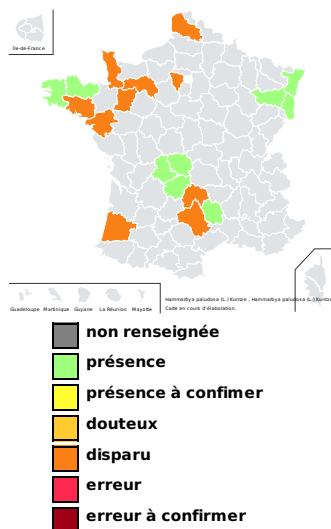 Île-de-France
Guadeloupe Martinique Guyane La Réunion Mayotte
Hammarbya paludosa (L.) Kuntze , Hammarbya paludosa (L.) Kuntze
Carte en cours d'élaboration.
non renseignée
présence
présence à confimer
douteux
disparu
erreur
erreur à confirmer